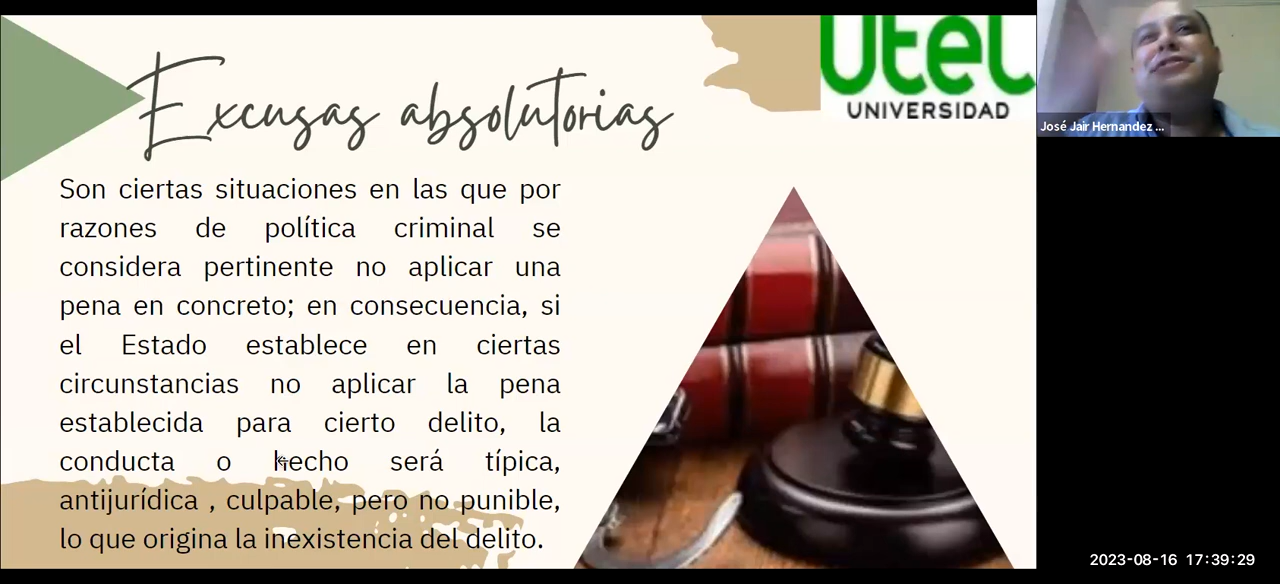 Excusas absolutorias
Utel
UNIVERSIDAD
José Jair Hernandez ...
Son ciertas situaciones en las que por
razones de política criminal se
considera pertinente no aplicar una
pena en concreto; en consecuencia, si
el Estado establece en ciertas
circunstancias no aplicar la pena
establecida para cierto delito, la
conducta o hecho será típica,
antijurídica , culpable, pero no punible,
lo que origina la inexistencia del delito.
2023-08-16 17:39:29